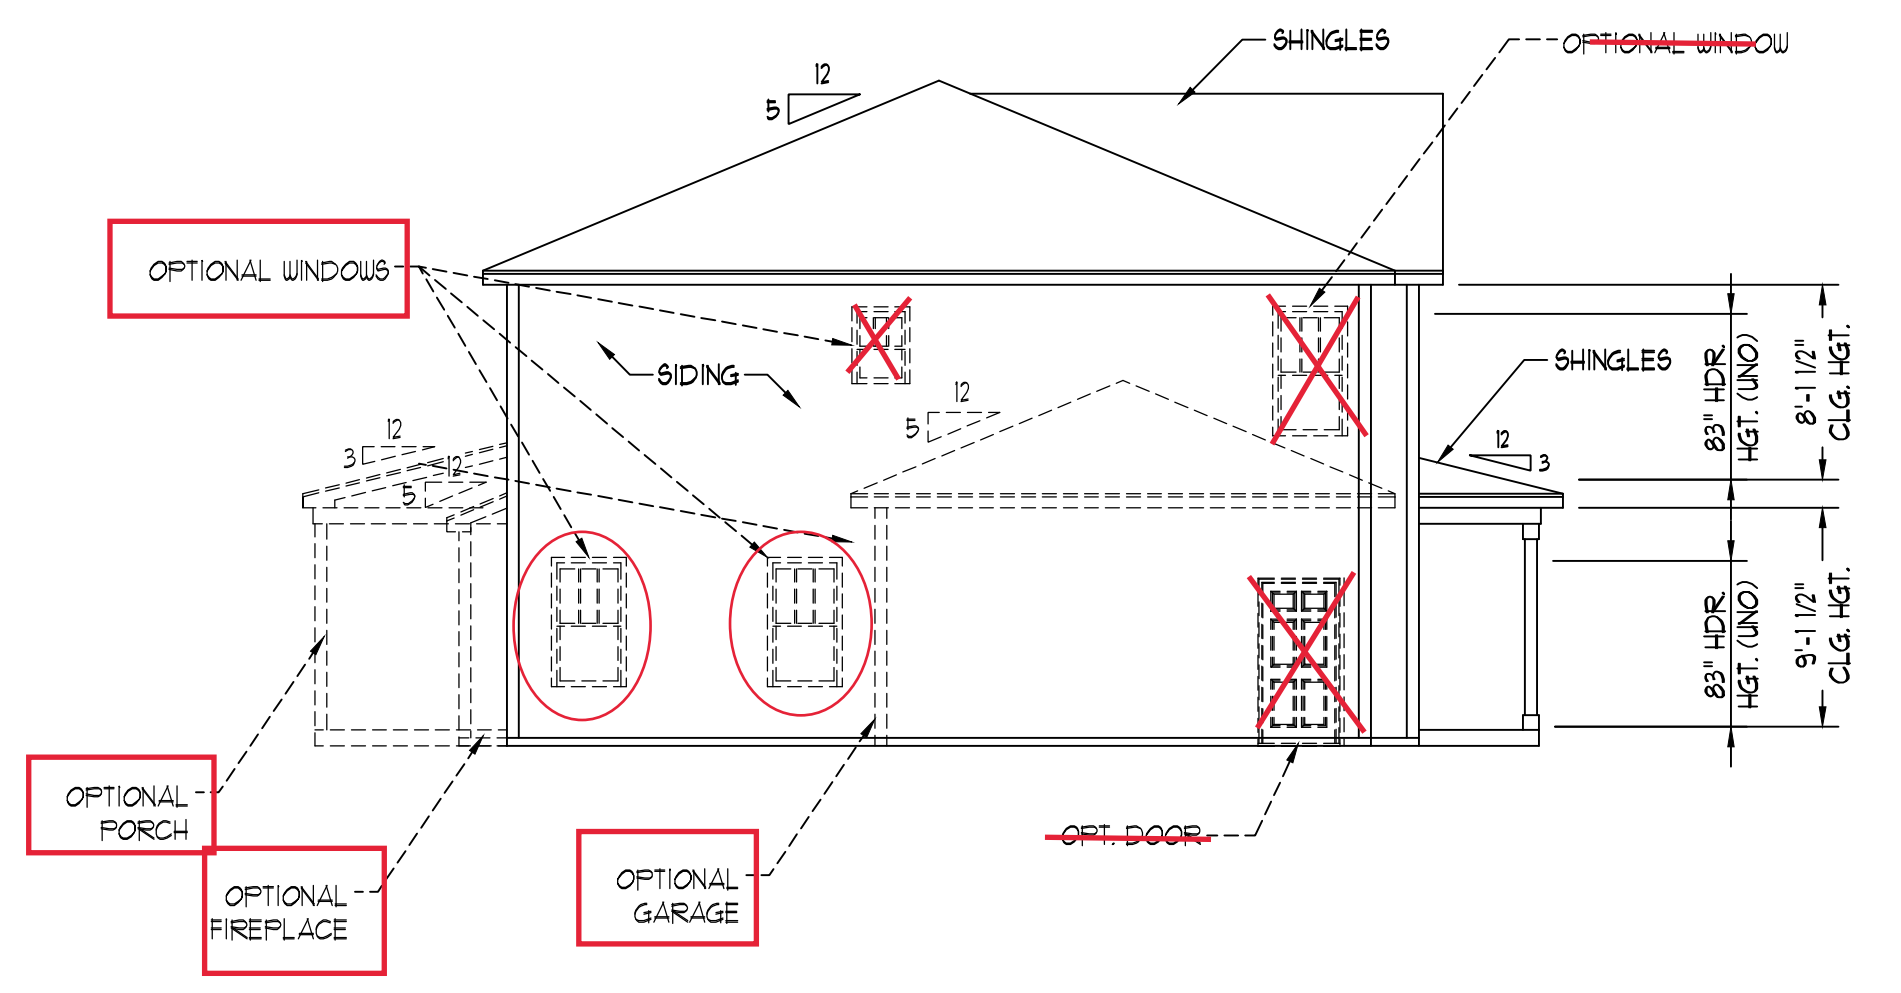 SHINGLES
OPTIONAL WINDOW
12
5
OPTIONAL WINDOWS
SIDING
12
5
SHINGLES
12
3
12
3
12
5
83" HDR.
HGT. (UNO)
8'-1 1/2"
CLG. HGT.
83" HDR.
HGT. (UNO)
9'-1 1/2"
CLG. HGT.
OPTIONAL
PORCH
OPTIONAL
FIREPLACE
OPTIONAL
GARAGE
OPT. DOOR